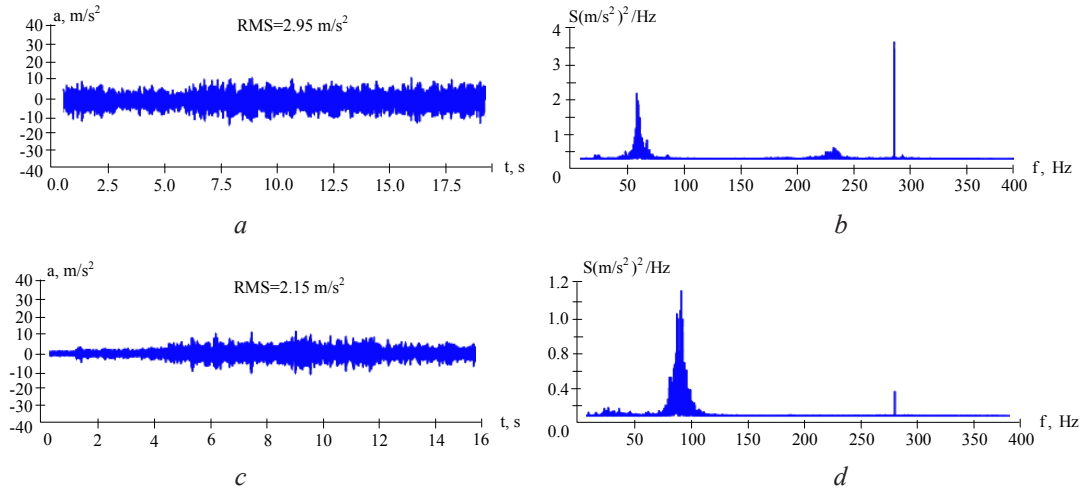 a, m/s²
RMS=2.95 m/s²
40
30
20
10
0
-10
-20
-30
-40
0.0 2.5 5.0 7.5 10.0 12.5 15.0 17.5
t, s
a
S(m/s²)²/Hz
4
3
2
1
0
50 100 150 200 250 300 350 400
f, Hz
b
a, m/s²
RMS=2.15 m/s²
40
30
20
10
0
-10
-20
-30
-40
0 2 4 6 8 10 12 14 16
t, s
c
S(m/s²)²/Hz
1.2
1.0
0.8
0.4
0.0
50 100 150 200 250 300 350 400
f, Hz
d